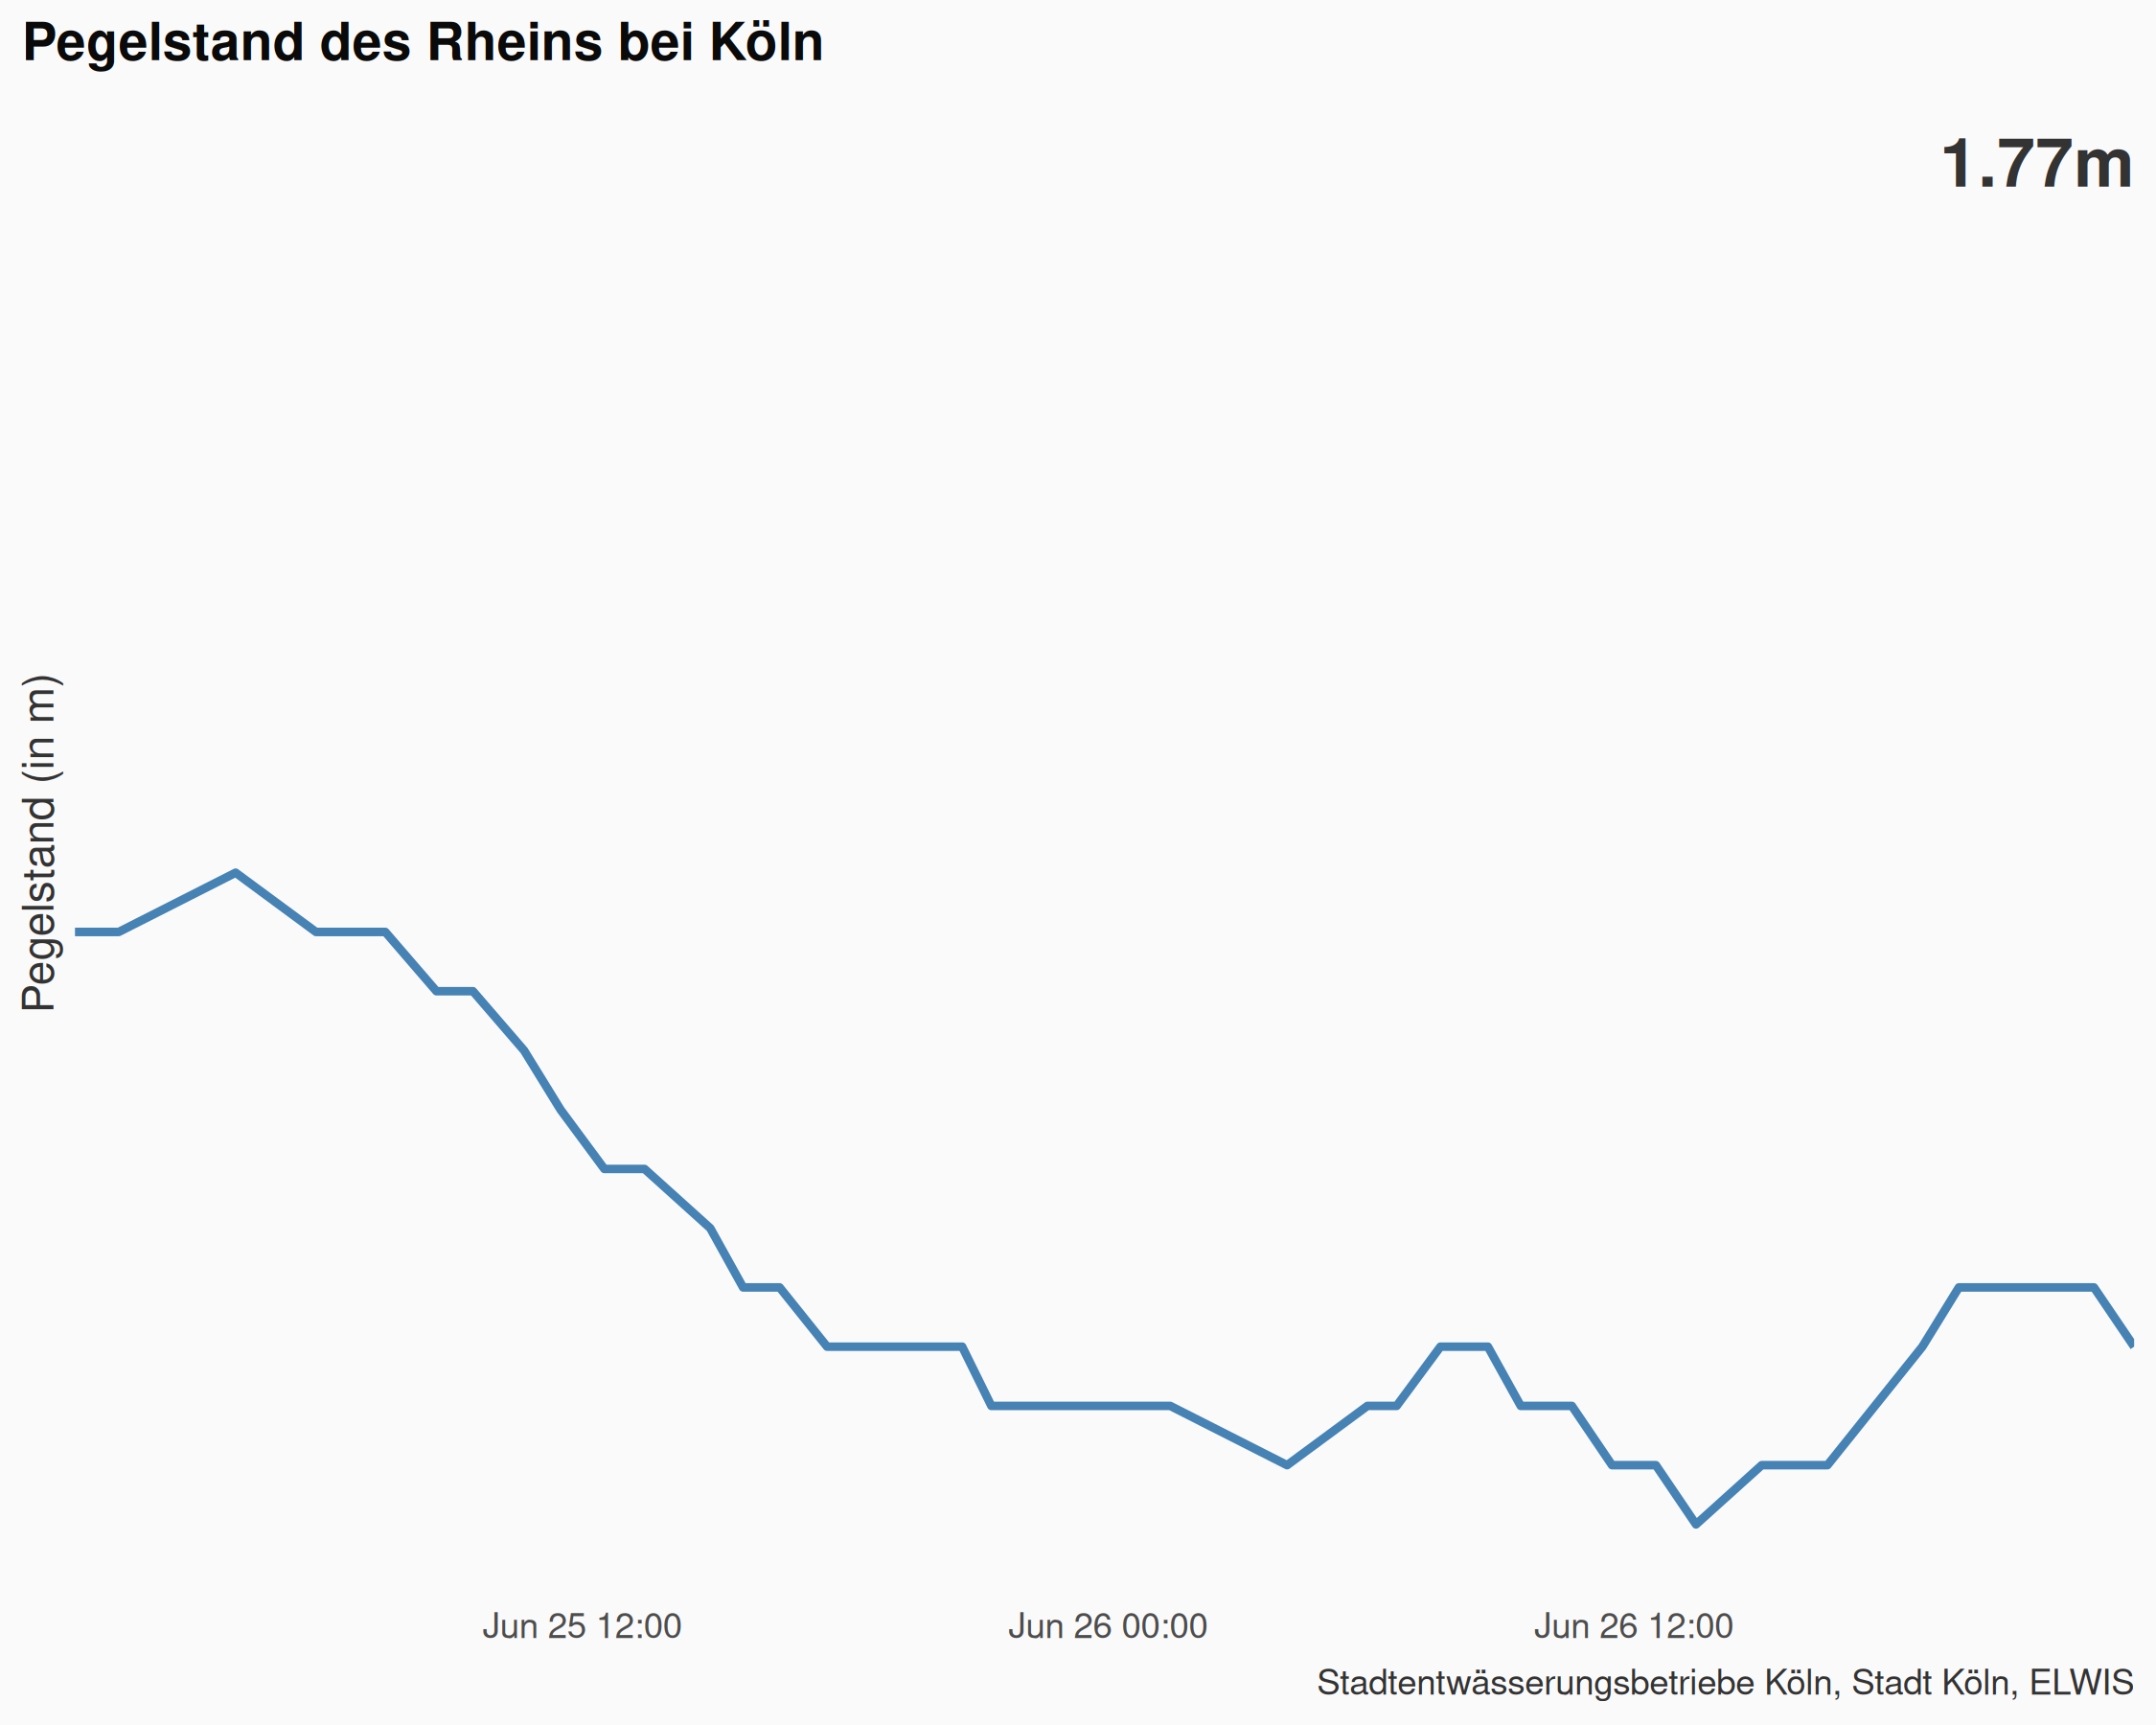 Pegelstand des Rheins bei Köln
1.77m
Pegelstand (in m)
Jun 25 12:00
Jun 26 00:00
Jun 26 12:00
Stadtentwässerungsbetriebe Köln, Stadt Köln, ELWIS